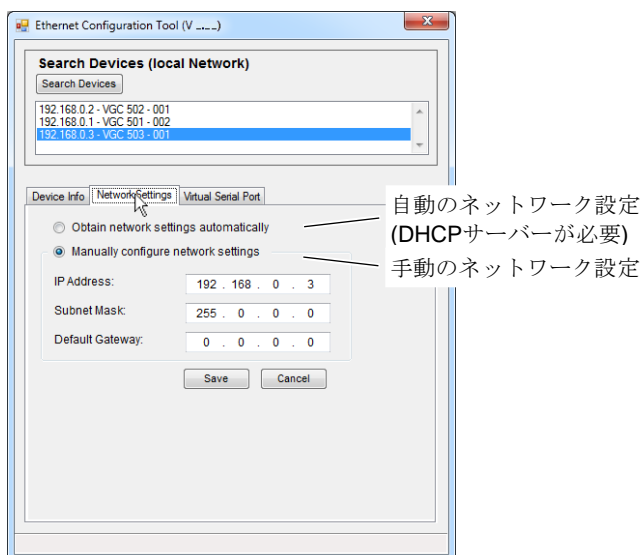 Ethernet Configuration Tool (V _._ _)
Search Devices (local Network)
Search Devices
192.168.0.2 - VGC 502 - 001
192.168.0.1 - VGC 501 - 002
192.168.0.3 - VGC 503 - 001
Device Info Network Settings Virtual Serial Port
Obtain network settings automatically
Manually configure network settings
IP Address: 192 . 168 . 0 . 3
Subnet Mask: 255 . 0 . 0 . 0
Default Gateway: 0 . 0 . 0 . 0
Save Cancel
自動のネットワーク設定
(DHCPサーバーが必要)
手動のネットワーク設定